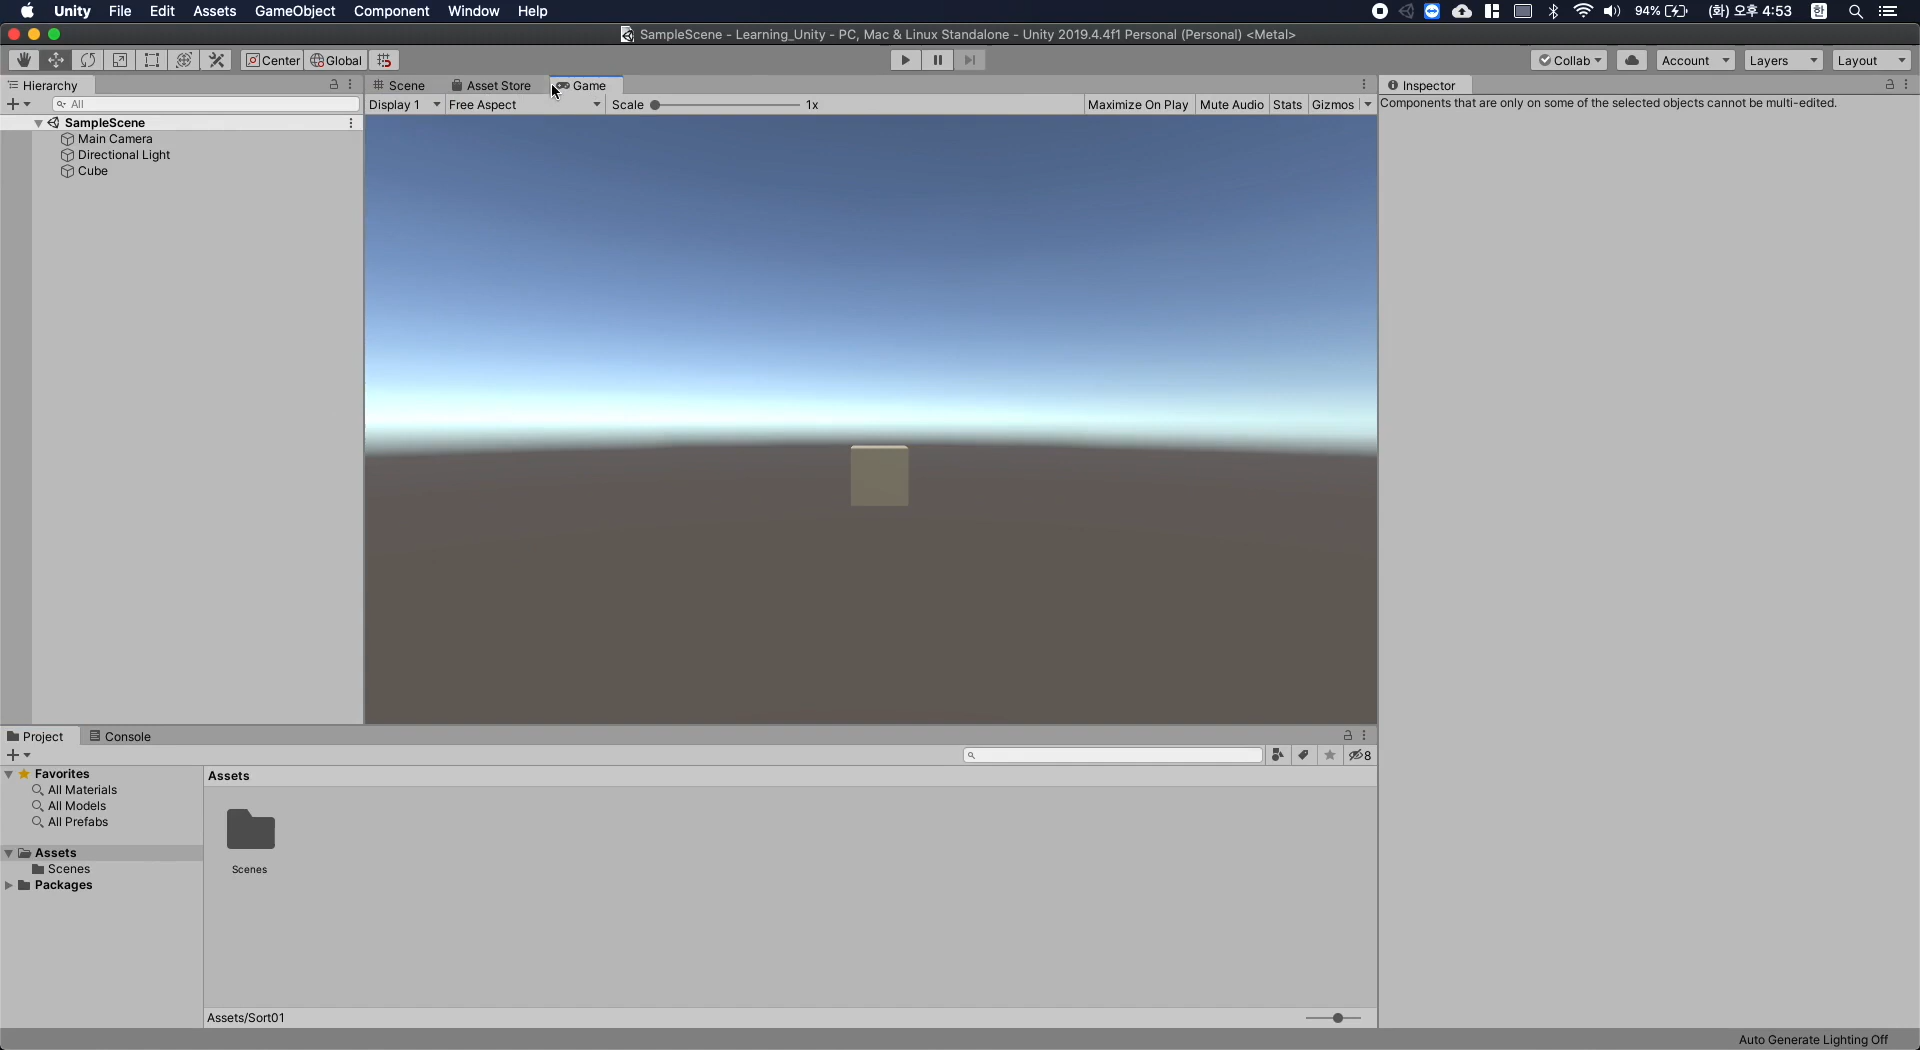 Unity File Edit Assets GameObject Component Window Help 94% (화) 오후 4:53 한
SampleScene - Learning_Unity - PC, Mac & Linux Standalone - Unity 2019.4.4f1 Personal (Personal) <Metal>
Center Global Collab Account Layers Layout
Hierarchy Scene Asset Store Game Inspector
All Display 1 Free Aspect Scale 1x Maximize On Play Mute Audio Stats Gizmos Components that are only on some of the selected objects cannot be multi-edited.
SampleScene
Main Camera
Directional Light
Cube
Project Console
8
Favorites Assets
All Materials
All Models
All Prefabs
Assets
Scenes Scenes
Packages
Assets/Sort01
Auto Generate Lighting Off